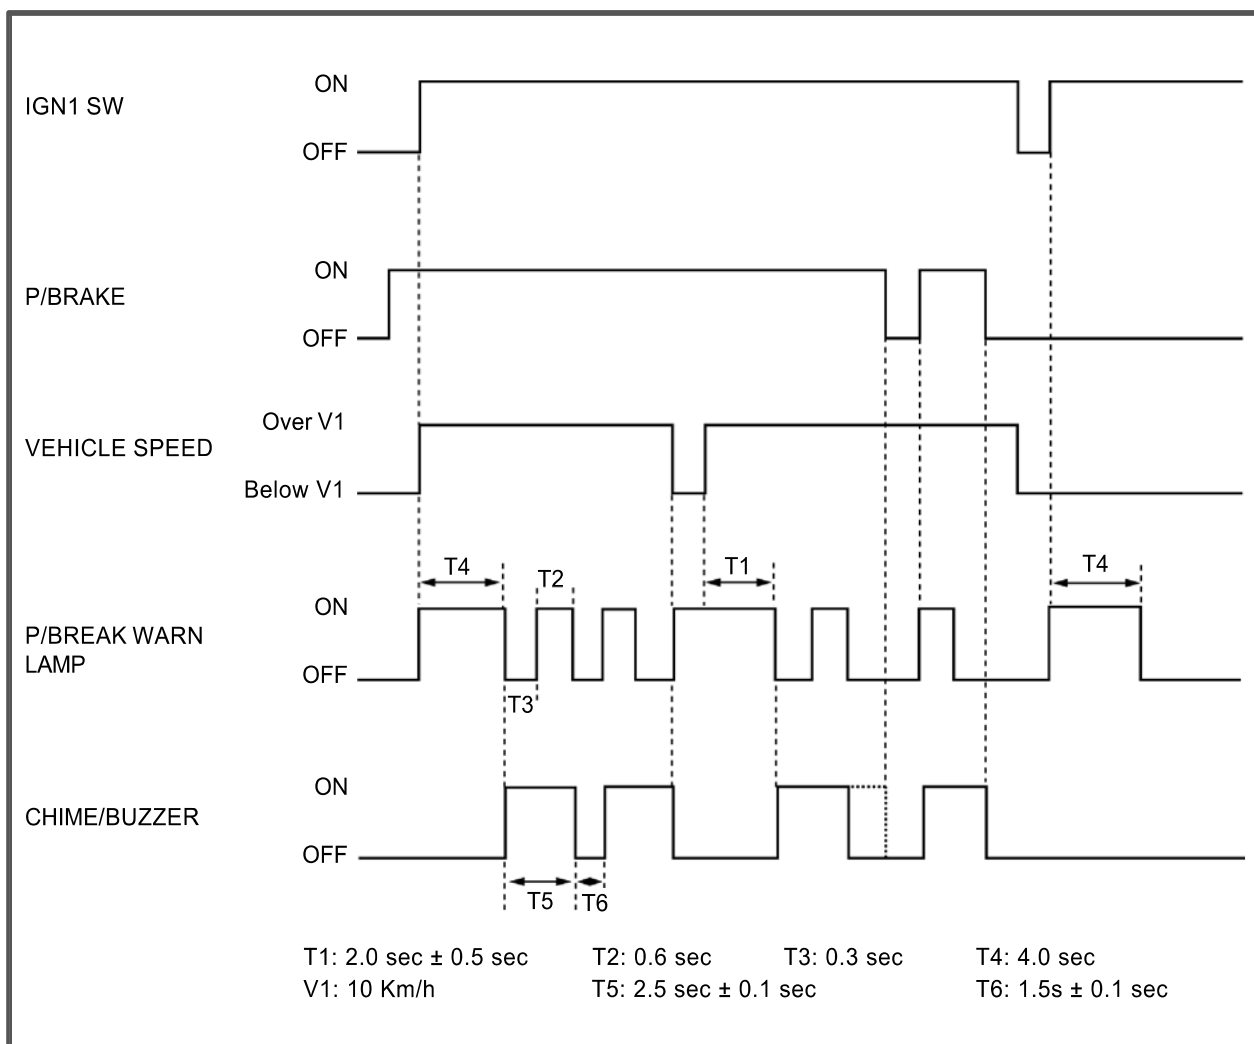 ON
IGN1 SW
OFF
ON
P/BRAKE
OFF
Over V1
VEHICLE SPEED
Below V1
T4
T2
T1
T4
ON
P/BREAK WARN
LAMP
OFF
T3
ON
CHIME/BUZZER
OFF
T5
T6
T1: 2.0 sec ± 0.5 sec
T2: 0.6 sec
T3: 0.3 sec
T4: 4.0 sec
V1: 10 Km/h
T5: 2.5 sec ± 0.1 sec
T6: 1.5s ± 0.1 sec